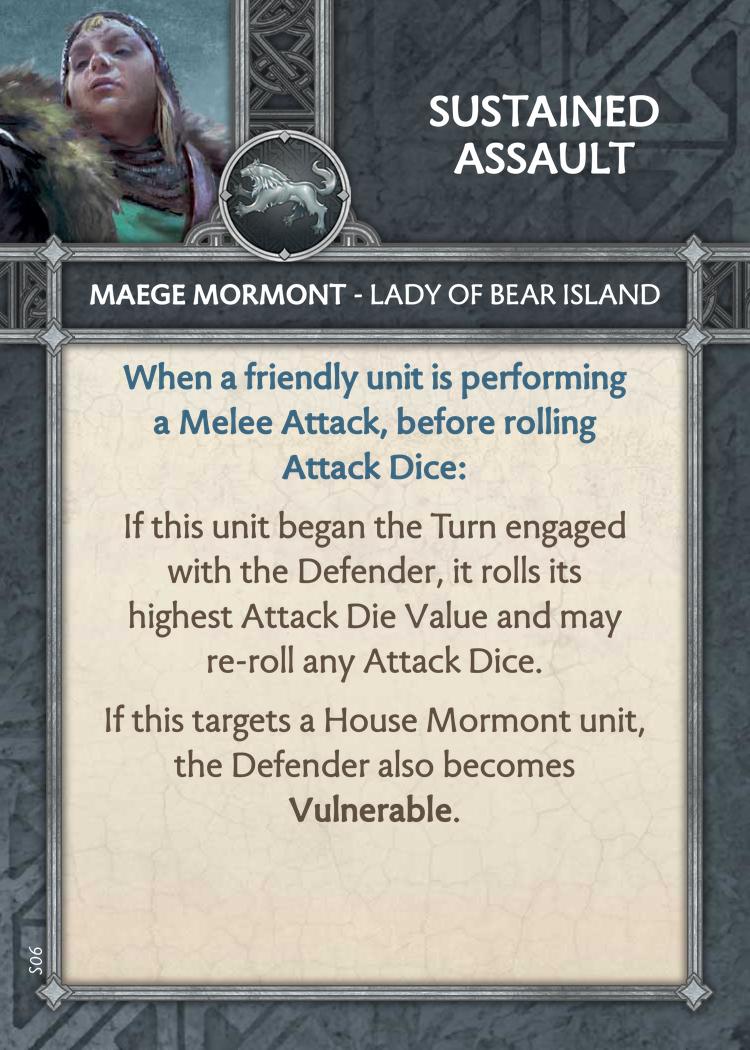 SUSTAINED
ASSAULT
MAEGE MORMONT - LADY OF BEAR ISLAND
When a friendly unit is performing
a Melee Attack, before rolling
Attack Dice:
If this unit began the Turn engaged
with the Defender, it rolls its
highest Attack Die Value and may
re-roll any Attack Dice.
If this targets a House Mormont unit,
the Defender also becomes
Vulnerable.
S06